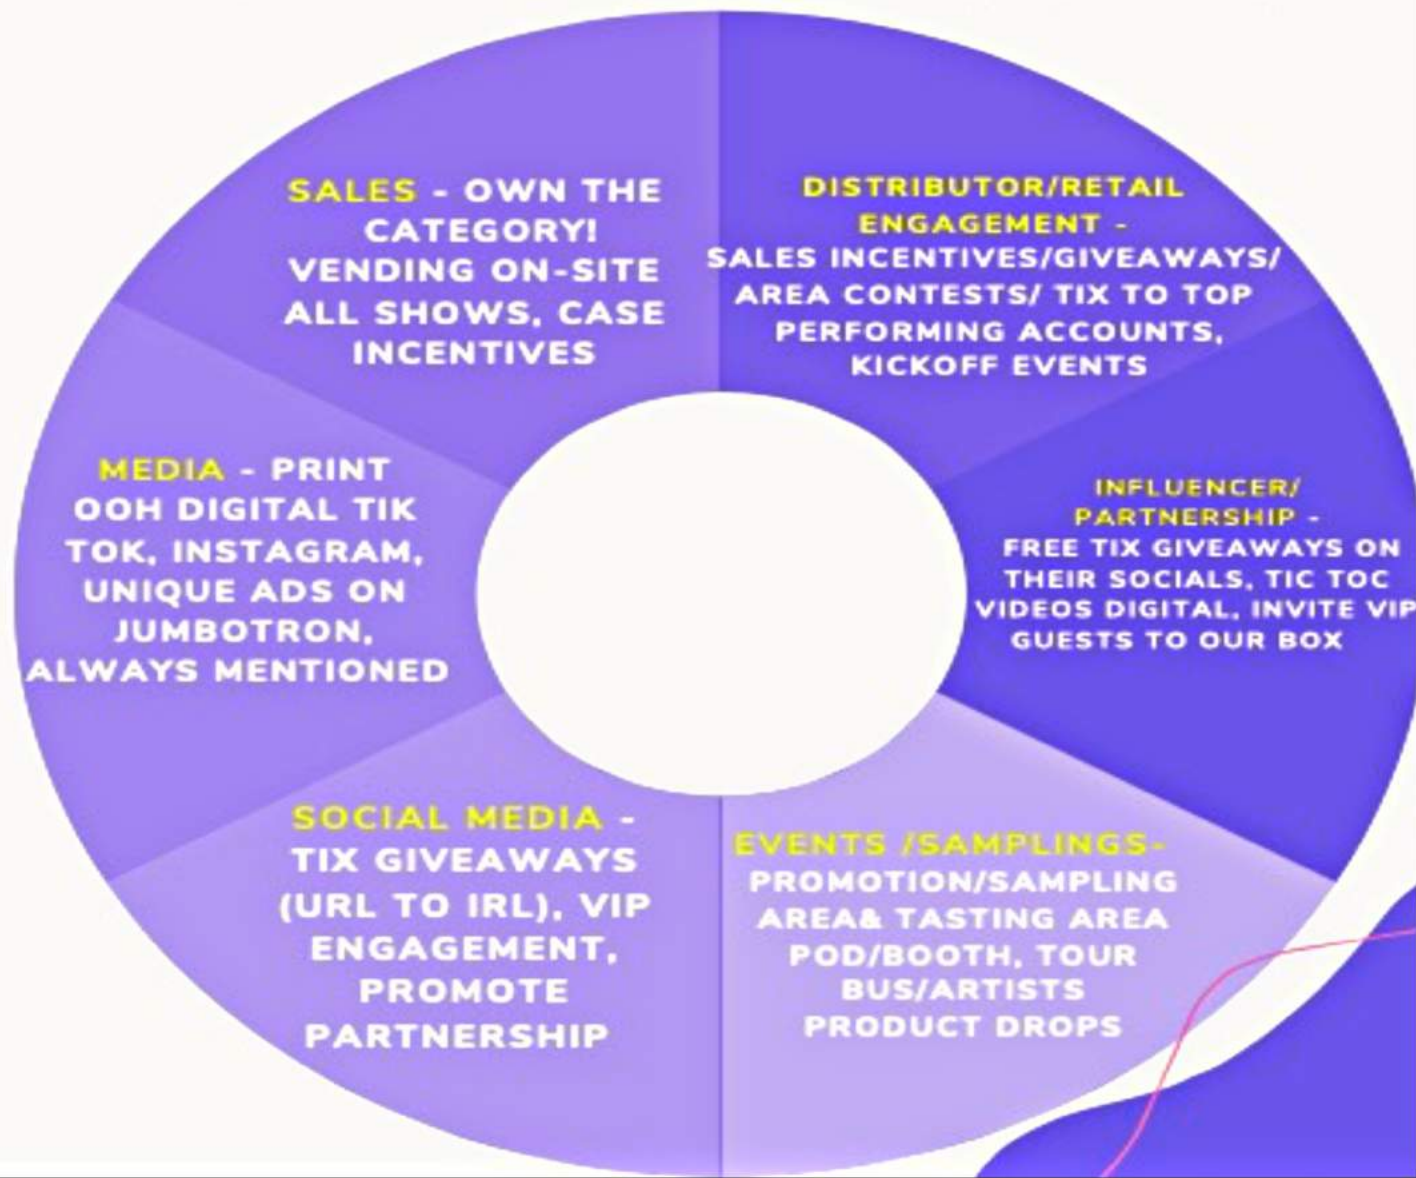 SALES - OWN THE
CATEGORY!
VENDING ON-SITE
ALL SHOWS, CASE
INCENTIVES
DISTRIBUTOR/RETAIL
ENGAGEMENT -
SALES INCENTIVES/GIVEAWAYS/
AREA CONTESTS/ TIX TO TOP
PERFORMING ACCOUNTS,
KICKOFF EVENTS
MEDIA - PRINT
OOH DIGITAL TIK
TOK, INSTAGRAM,
UNIQUE ADS ON
JUMBOTRON,
ALWAYS MENTIONED
INFLUENCER/
PARTNERSHIP -
FREE TIX GIVEAWAYS ON
THEIR SOCIALS, TIC TOC
VIDEOS DIGITAL, INVITE VIP
GUESTS TO OUR BOX
SOCIAL MEDIA -
TIX GIVEAWAYS
(URL TO IRL), VIP
ENGAGEMENT,
PROMOTE
PARTNERSHIP
EVENTS /SAMPLINGS-
PROMOTION/SAMPLING
AREA& TASTING AREA
POD/BOOTH, TOUR
BUS/ARTISTS
PRODUCT DROPS